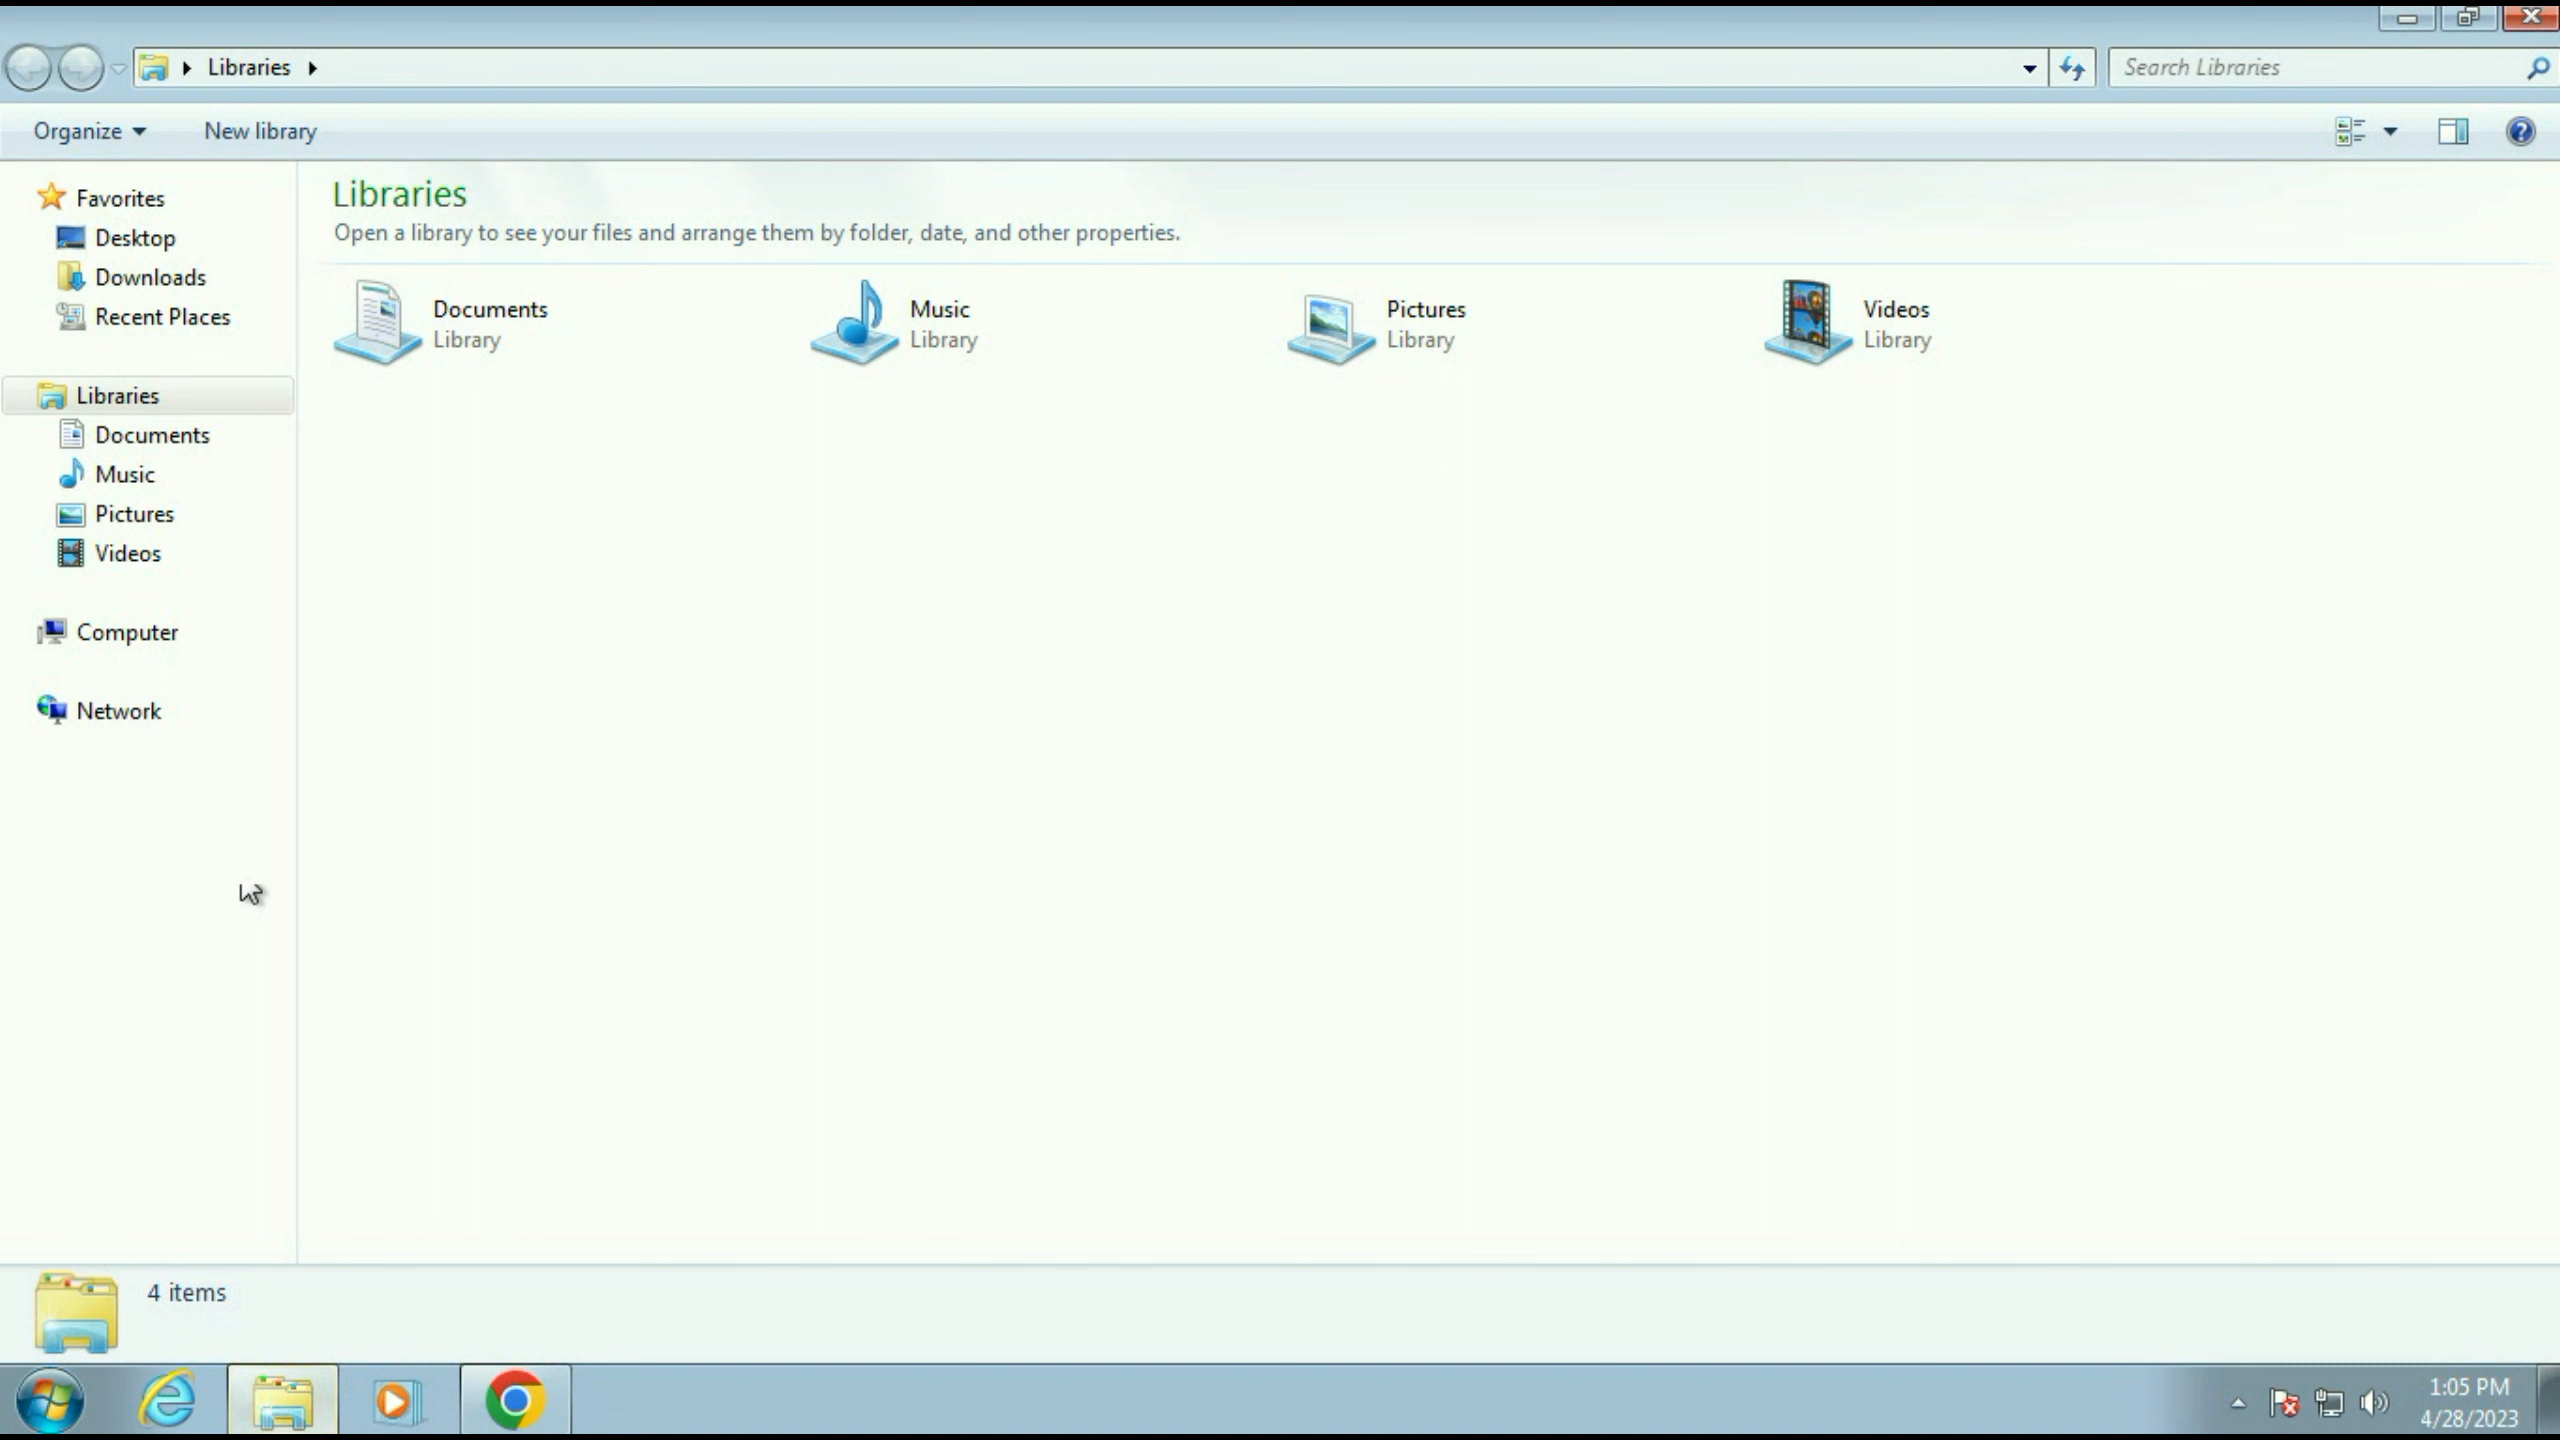 Libraries
Search Libraries
Organize
New library
Favorites
Desktop
Downloads
Recent Places
Libraries
Documents
Music
Pictures
Videos
Computer
Network
Libraries
Open a library to see your files and arrange them by folder, date, and other properties.
Documents
Library
Music
Library
Pictures
Library
Videos
Library
4 items
1:05 PM
4/28/2023